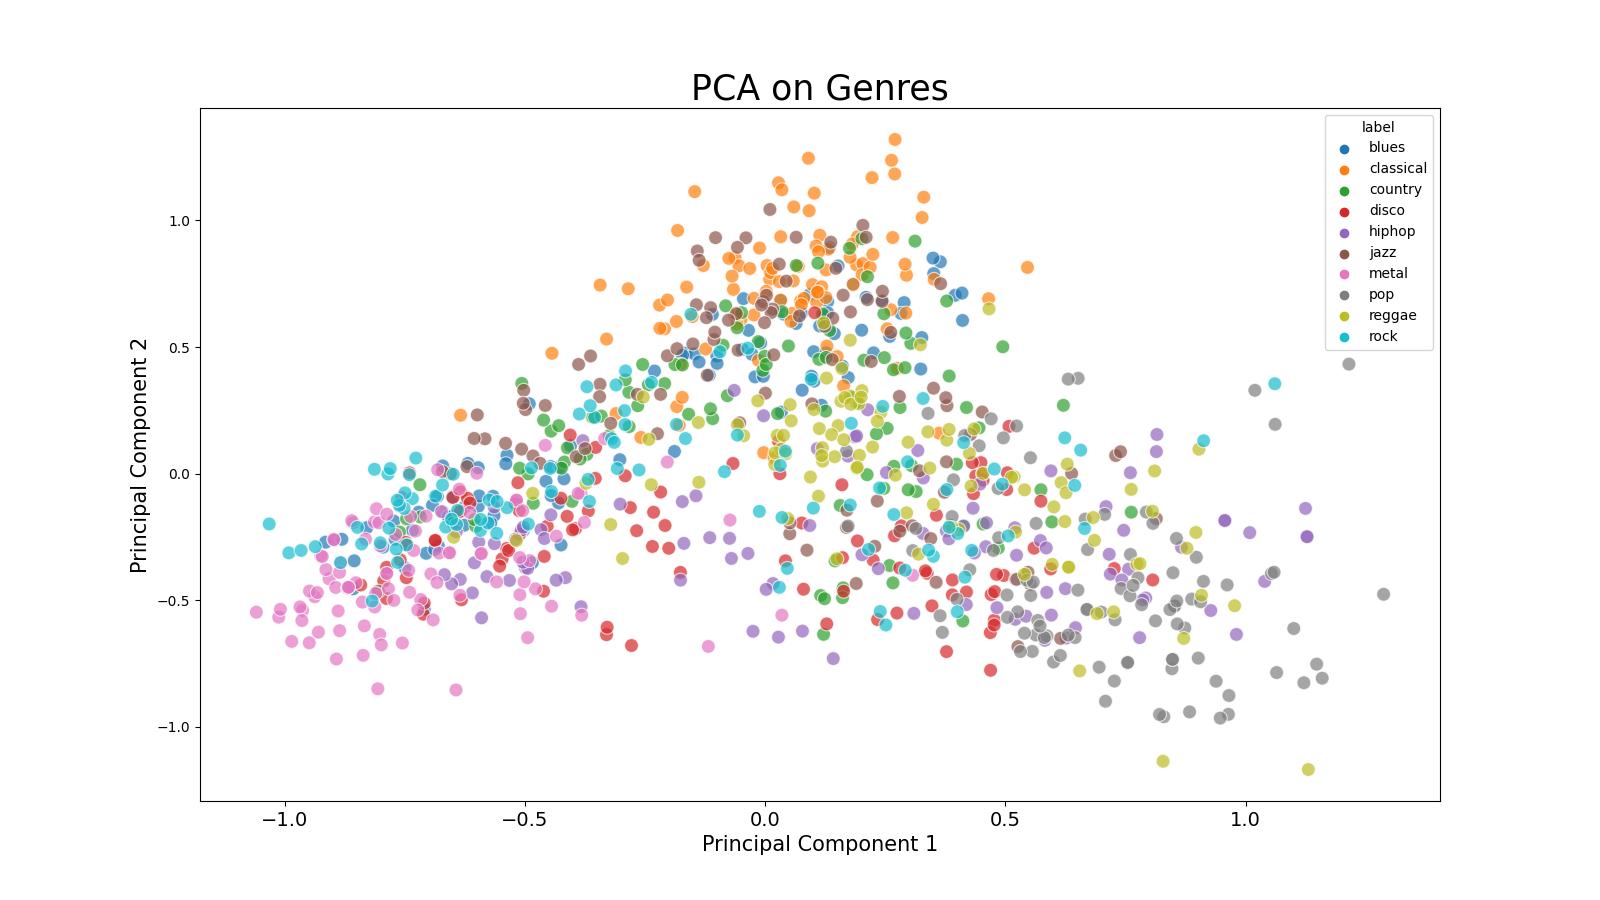 PCA on Genres
label
blues
classical
country
disco
hiphop
jazz
metal
pop
reggae
rock
1.0
0.5
0.0
−0.5
−1.0
Principal Component 2
−1.0 −0.5 0.0 0.5 1.0
Principal Component 1